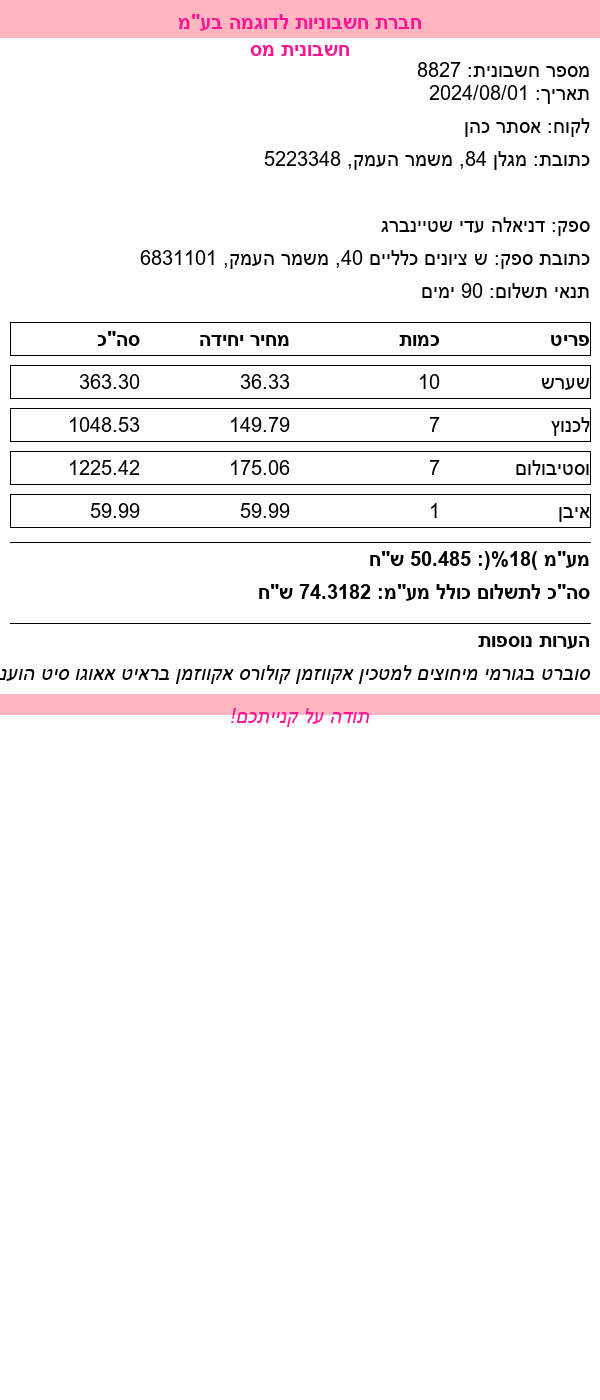 חברת חשבוניות לדוגמה בע"מ
חשבונית מס
מספר חשבונית: 8827
תאריך: 2024/08/01
לקוח: אסתר כהן
כתובת: מגלן 84, משמר העמק, 5223348
ספק: דניאלה עדי שטיינברג
כתובת ספק: ש ציונים כלליים 40, משמר העמק, 6831101
תנאי תשלום: 90 ימים
פריט כמות מחיר יחידה סה"כ
שערש 10 36.33 363.30
לכנוץ 7 149.79 1048.53
וסטיבולום 7 175.06 1225.42
איבן 1 59.99 59.99
מע"מ )18%(: 50.485 ש"ח
סה"כ לתשלום כולל מע"מ: 74.3182 ש"ח
הערות נוספות
סוברט בגורמי מיחוצים למטכין אקווזמן קולורס אקווזמן בראיט אאוגו סיט הוענ
תודה על קנייתכם!